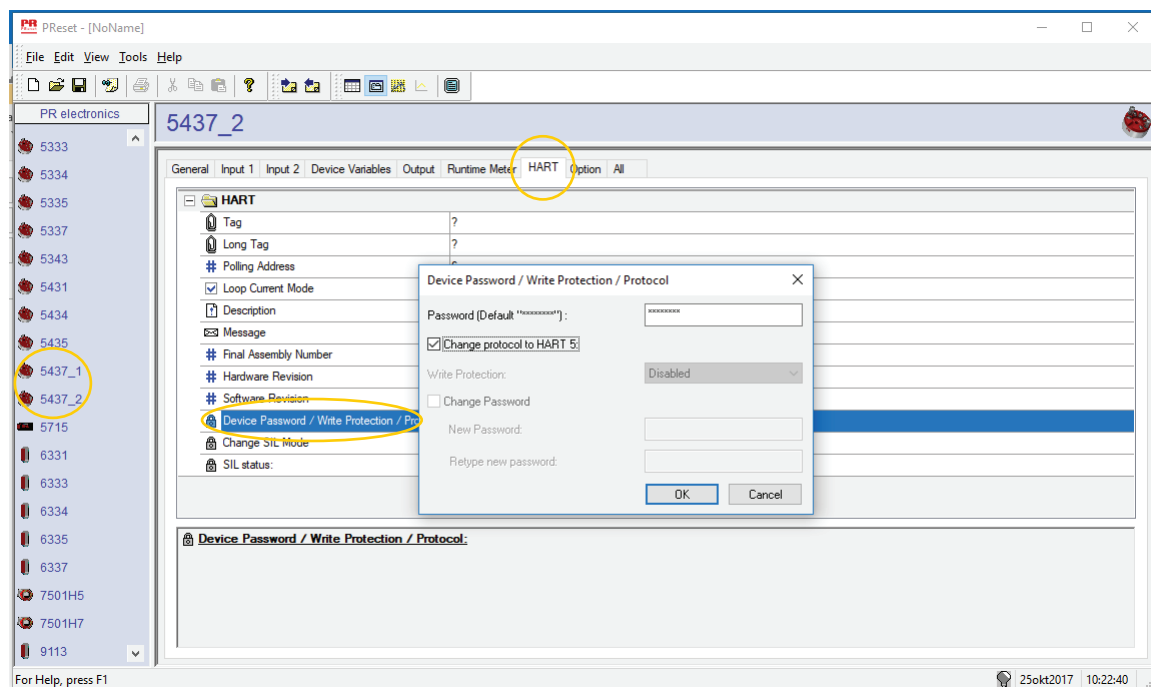 PR PReset - [NoName]
File Edit View Tools Help
PR electronics
5333
5334
5335
5337
5343
5431
5434
5435
5437_1
5437_2
5715
6331
6333
6334
6335
6337
7501H5
7501H7
9113
5437_2
General Input 1 Input 2 Device Variables Output Runtime Meter HART Option All
HART
Tag ?
Long Tag ?
Polling Address
Loop Current Mode
Description
Message
Final Assembly Number
Hardware Revision
Software Revision
Device Password / Write Protection / Pro
Change SIL Mode
SIL status:
Device Password / Write Protection / Protocol
Password (Default "********") : ********
Change protocol to HART 5:
Write Protection: Disabled
Change Password
New Password:
Retype new password:
OK Cancel
Device Password / Write Protection / Protocol:
For Help, press F1 25okt2017 10:22:40